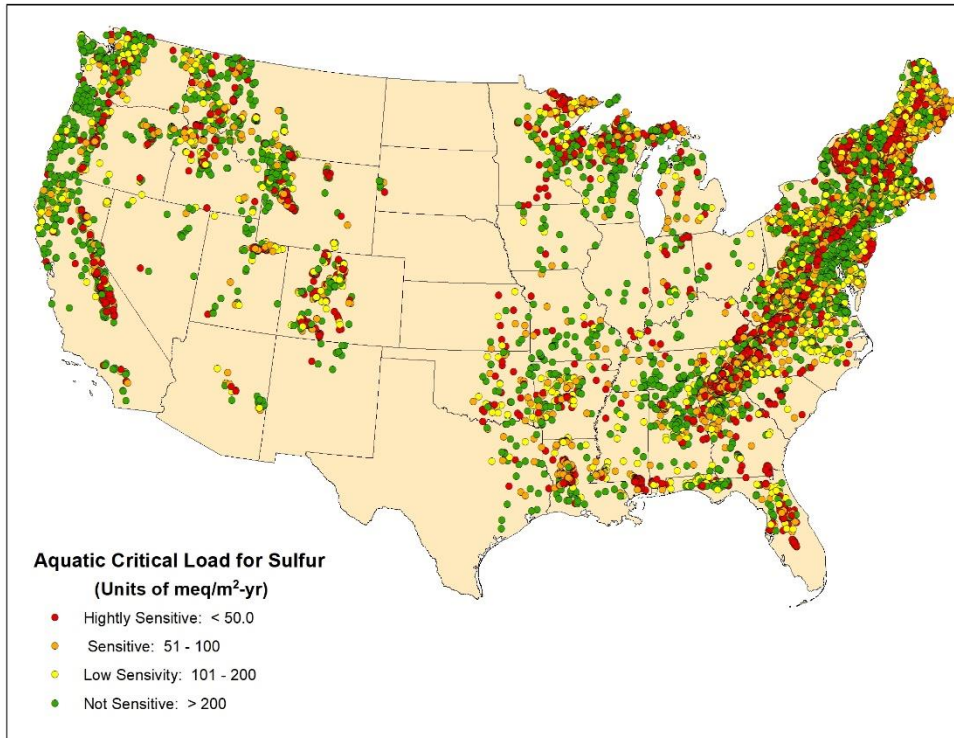 Aquatic Critical Load for Sulfur
(Units of meq/m²-yr)
Hightly Sensitive: < 50.0
Sensitive: 51 - 100
Low Sensivity: 101 - 200
Not Sensitive: > 200